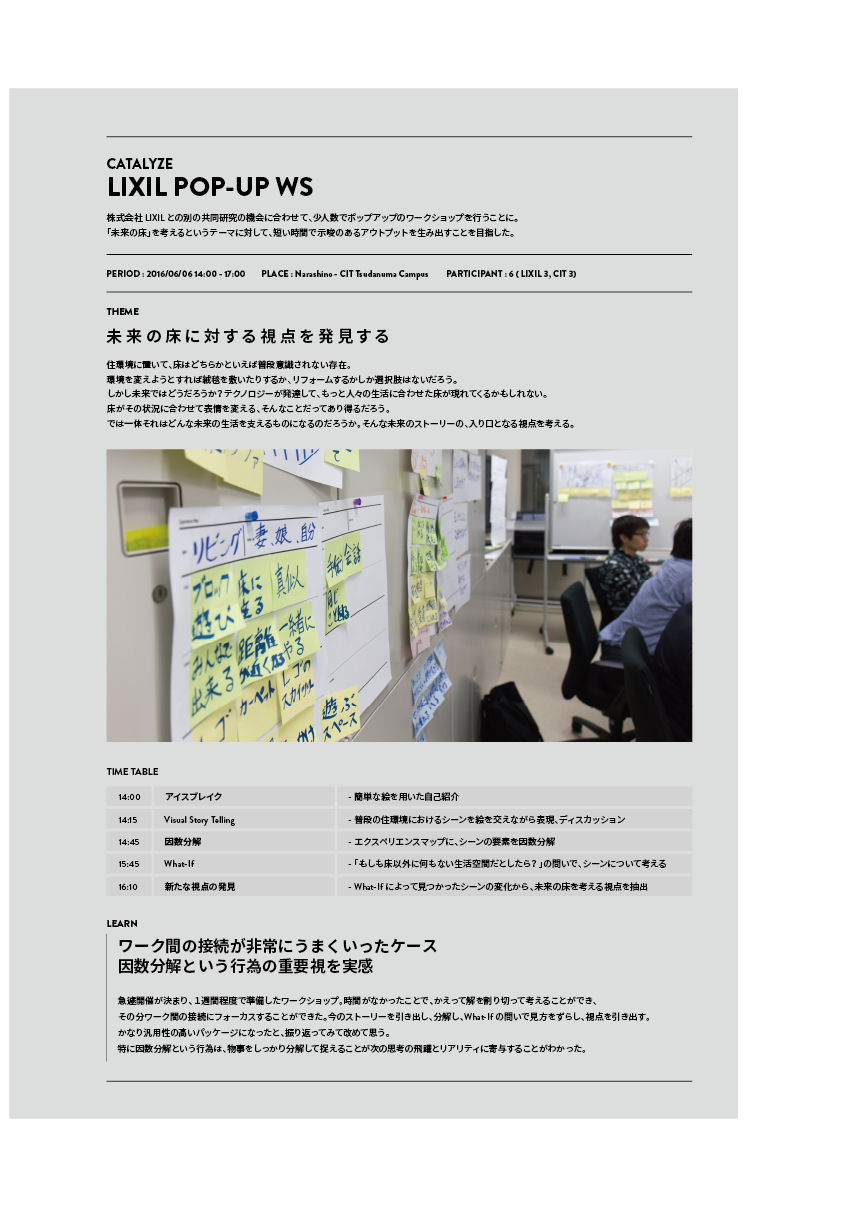 CATALYZE
LIXIL POP-UP WS
株式会社 LIXIL との別の共同研究の機会に合わせて、少人数でポップアップのワークショップを行うことに。
「未来の床」を考えるというテーマに対して、短い時間で示唆のあるアウトプットを生み出すことを目指した。
PERIOD : 2016/06/06 14:00 - 17:00 PLACE : Narashino - CIT Tsudanuma Campus PARTICIPANT : 6 ( LIXIL 3, CIT 3)
THEME
未来の床に対する視点を発見する
住環境に置いて、床はどちらかといえば普段意識されない存在。
環境を変えようとすれば絨毯を敷いたりするか、リフォームするかしか選択肢はないだろう。
しかし未来ではどうだろうか？テクノロジーが発達して、もっと人々の生活に合わせた床が現れてくるかもしれない。
床がその状況に合わせて表情を変える、そんなことだってあり得るだろう。
では一体それはどんな未来の生活を支えるものになるのだろうか。そんな未来のストーリーの、入り口となる視点を考える。
リビング 妻、娘、自分
ブロック遊び
床に
真似
手伝
会話
みんなで出来る
距離が近くなる
一緒にやる
レゴ
カーペット
レゴのスカイツリー
遊ぶスペース
TIME TABLE
14:00 アイスブレイク - 簡単な絵を用いた自己紹介
14:15 Visual Story Telling - 普段の住環境におけるシーンを絵を交えながら表現、ディスカッション
14:45 因数分解 - エクスペリエンスマップに、シーンの要素を因数分解
15:45 What-If - 「もしも床以外に何もない生活空間だとしたら？」の問いで、シーンについて考える
16:10 新たな視点の発見 - What-If によって見つかったシーンの変化から、未来の床を考える視点を抽出
LEARN
ワーク間の接続が非常にうまくいったケース
因数分解という行為の重要視を実感
急遽開催が決まり、1週間程度で準備したワークショップ。時間がなかったことで、かえって解を割り切って考えることができ、
その分ワーク間の接続にフォーカスすることができた。今のストーリーを引き出し、分解し、What-If の問いで見方をずらし、視点を引き出す。
かなり汎用性の高いパッケージになったと、振り返ってみて改めて思う。
特に因数分解という行為は、物事をしっかり分解して捉えることが次の思考の飛躍とリアリティに寄与することがわかった。